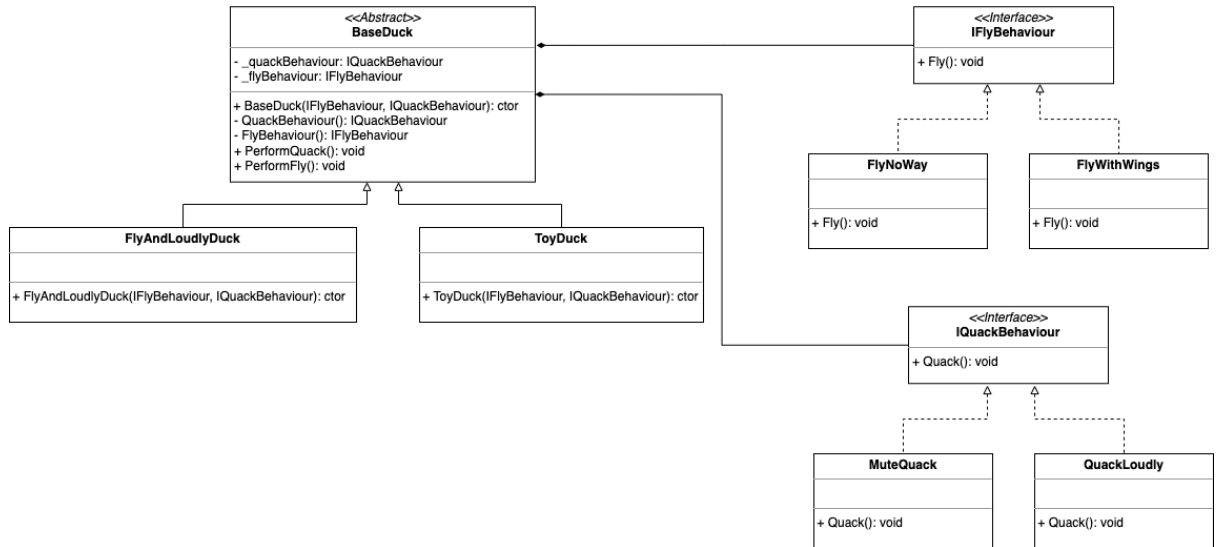 <<Abstract>>
BaseDuck
- _quackBehaviour: IQuackBehaviour
- _flyBehaviour: IFlyBehaviour
+ BaseDuck(IFlyBehaviour, IQuackBehaviour): ctor
- QuackBehaviour(): IQuackBehaviour
- FlyBehaviour(): IFlyBehaviour
+ PerformQuack(): void
+ PerformFly(): void
<<Interface>>
IFlyBehaviour
+ Fly(): void
FlyNoWay
+ Fly(): void
FlyWithWings
+ Fly(): void
FlyAndLoudlyDuck
+ FlyAndLoudlyDuck(IFlyBehaviour, IQuackBehaviour): ctor
ToyDuck
+ ToyDuck(IFlyBehaviour, IQuackBehaviour): ctor
<<Interface>>
IQuackBehaviour
+ Quack(): void
MuteQuack
+ Quack(): void
QuackLoudly
+ Quack(): void